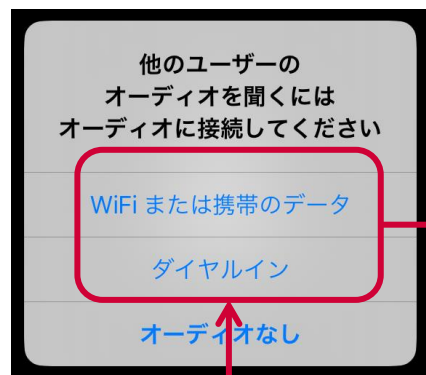 他のユーザーの
オーディオを聞くには
オーディオに接続してください
WiFi または携帯のデータ
ダイヤルイン
オーディオなし